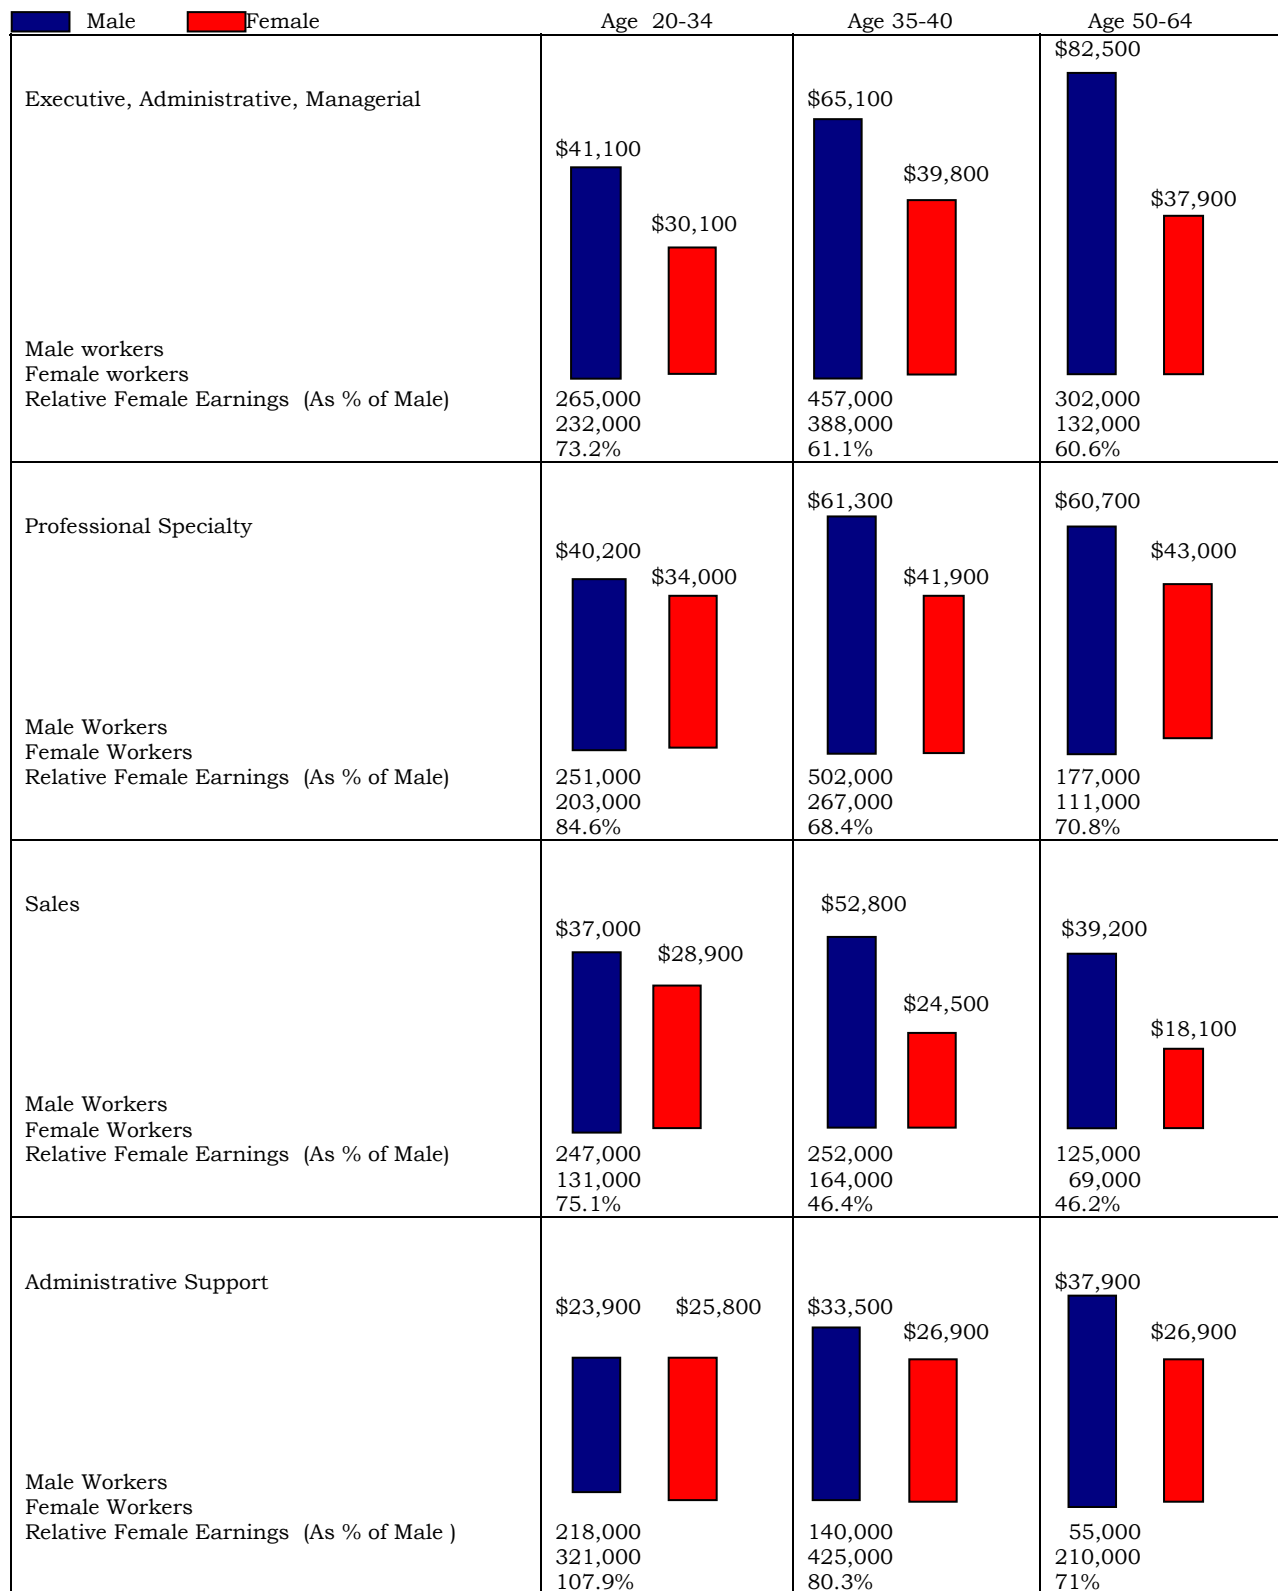 Male Female Age 20-34 Age 35-40 Age 50-64
$82,500
Executive, Administrative, Managerial $65,100
$41,100
$39,800
$37,900
$30,100
Male workers
Female workers
Relative Female Earnings (As % of Male) 265,000 457,000 302,000
232,000 388,000 132,000
73.2% 61.1% 60.6%
$61,300 $60,700
Professional Specialty
$40,200 $43,000
$34,000 $41,900
Male Workers
Female Workers
Relative Female Earnings (As % of Male) 251,000 502,000 177,000
203,000 267,000 111,000
84.6% 68.4% 70.8%
Sales $52,800
$37,000 $39,200
$28,900
$24,500
$18,100
Male Workers
Female Workers
Relative Female Earnings (As % of Male) 247,000 252,000 125,000
131,000 164,000 69,000
75.1% 46.4% 46.2%
Administrative Support $37,900
$23,900 $25,800 $33,500
$26,900 $26,900
Male Workers
Female Workers
Relative Female Earnings (As % of Male ) 218,000 140,000 55,000
321,000 425,000 210,000
107.9% 80.3% 71%